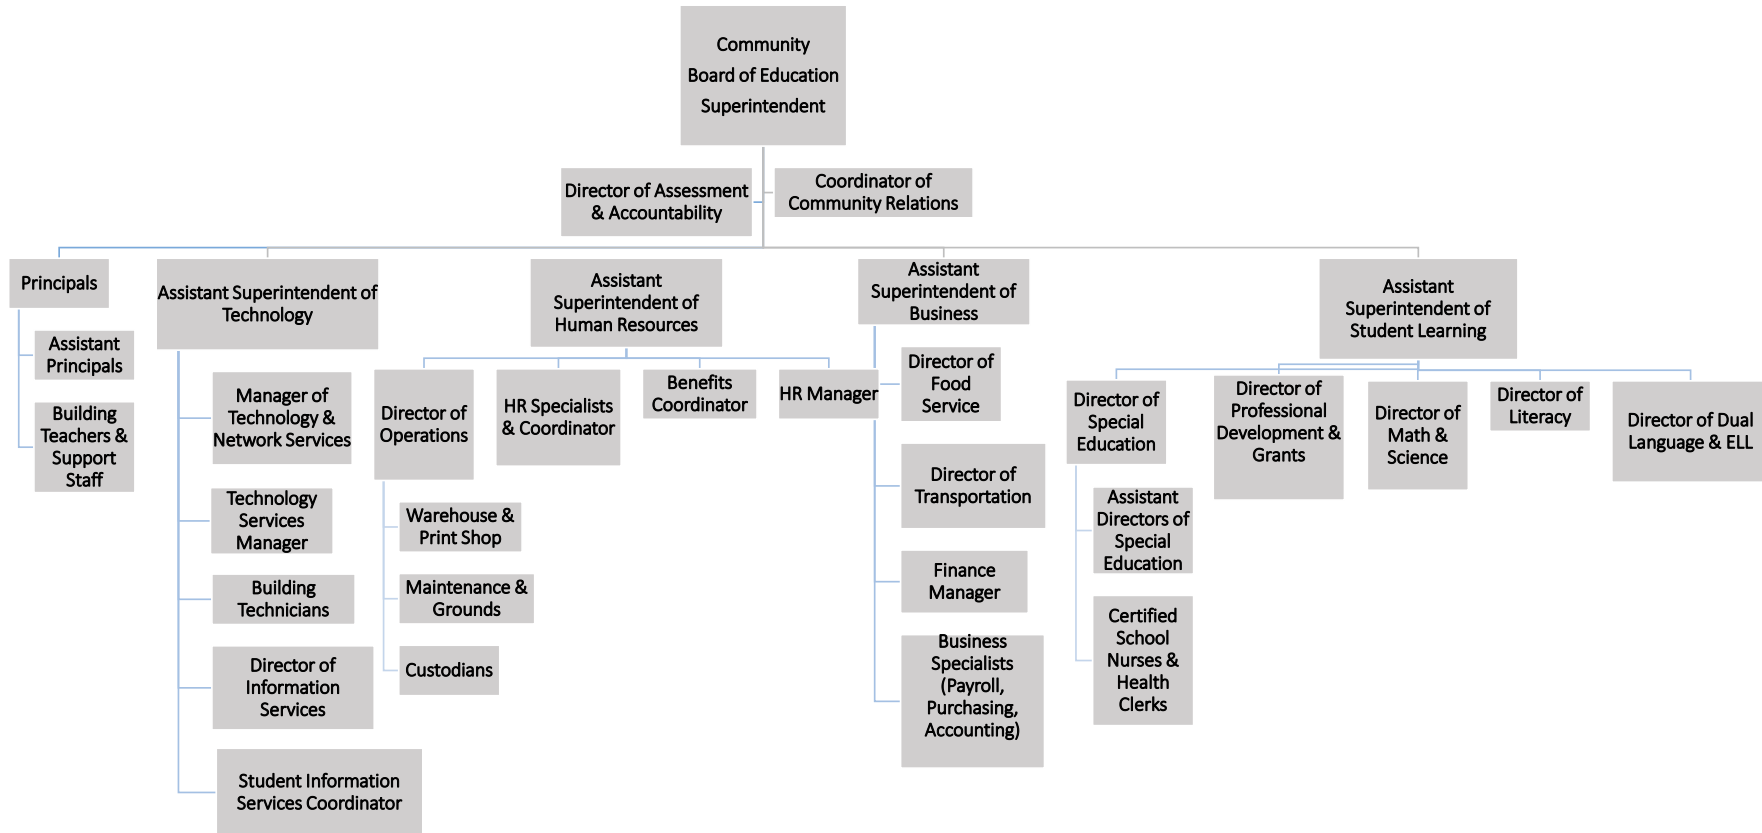 Community
Board of Education
Superintendent
Director of Assessment
& Accountability
Coordinator of
Community Relations
Principals
Assistant
Principals
Building
Teachers &
Support
Staff
Assistant Superintendent of
Technology
Manager of
Technology &
Network Services
Technology
Services
Manager
Building
Technicians
Director of
Information
Services
Student Information
Services Coordinator
Assistant
Superintendent of
Human Resources
Director of
Operations
Warehouse &
Print Shop
Maintenance &
Grounds
Custodians
HR Specialists
& Coordinator
Benefits
Coordinator
HR Manager
Assistant
Superintendent of
Business
Director of
Food
Service
Director of
Transportation
Finance
Manager
Business
Specialists
(Payroll,
Purchasing,
Accounting)
Assistant
Superintendent of
Student Learning
Director of
Special
Education
Assistant
Directors of
Special
Education
Certified
School
Nurses &
Health
Clerks
Director of
Professional
Development &
Grants
Director of
Math &
Science
Director of
Literacy
Director of Dual
Language & ELL